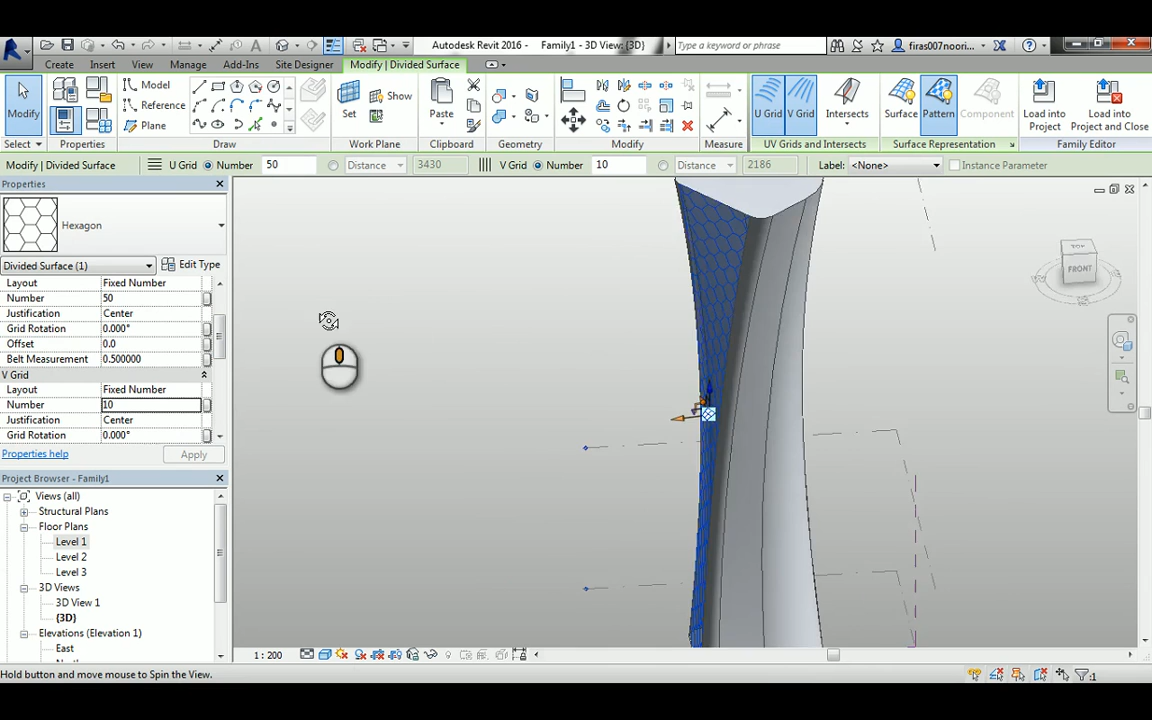 Autodesk Revit 2016 - Family1 - 3D View: {3D}
Type a keyword or phrase
firas007noori...
Create Insert View Manage Add-Ins Site Designer Modify | Divided Surface
Modify
Model
Reference
Plane
Set
Show
Paste
U Grid V Grid
Intersects
Surface Pattern Component
Load into Project
Load into Project and Close
Select Properties Draw Work Plane Clipboard Geometry Modify Measure UV Grids and Intersects Surface Representation Family Editor
Modify | Divided Surface U Grid Number 50 Distance 3430 V Grid Number 10 Distance 2186 Label: <None> Instance Parameter
Properties
Hexagon
Divided Surface (1) Edit Type
Layout Fixed Number
Number 50
Justification Center
Grid Rotation 0.000°
Offset 0.0
Belt Measurement 0.500000
V Grid
Layout Fixed Number
Number 10
Justification Center
Grid Rotation 0.000°
Properties help Apply
Project Browser - Family1
Views (all)
Structural Plans
Floor Plans
Level 1
Level 2
Level 3
3D Views
3D View 1
{3D}
Elevations (Elevation 1)
East
TOP
FRONT
1 : 200
Hold button and move mouse to Spin the View.
:1